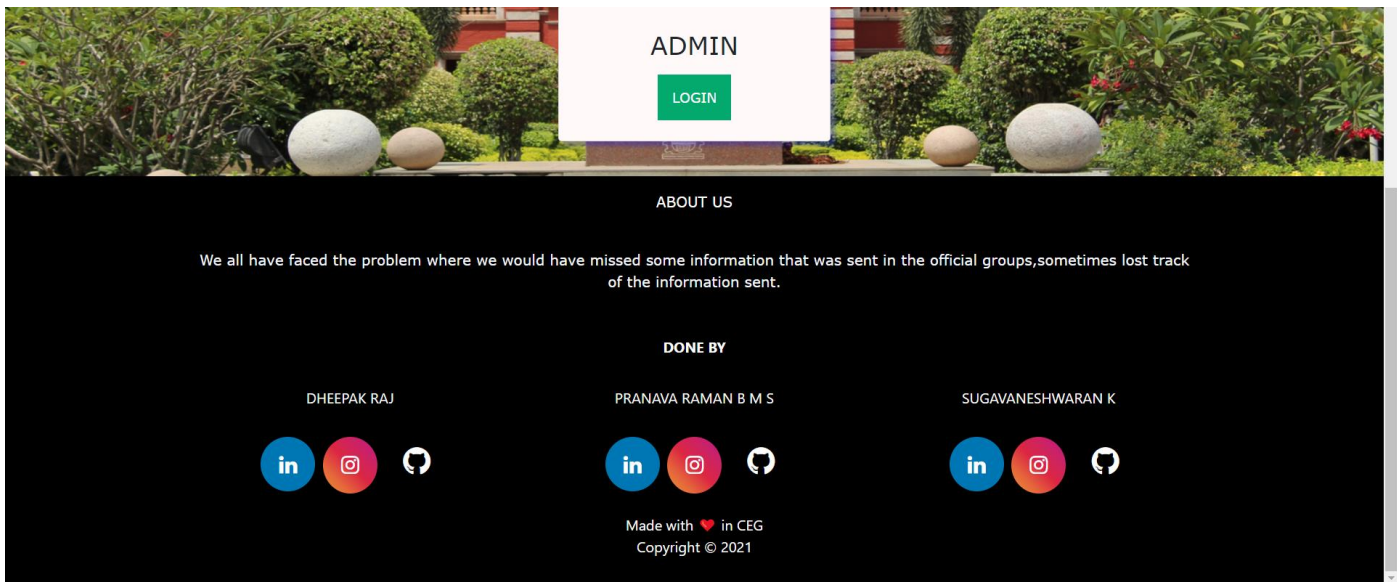 ADMIN
LOGIN
ABOUT US
We all have faced the problem where we would have missed some information that was sent in the official groups,sometimes lost track
of the information sent.
DONE BY
DHEEPAK RAJ
PRANAVA RAMAN B M S
SUGAVANESHWARAN K
in
in
in
Made with ❤ in CEG
Copyright © 2021